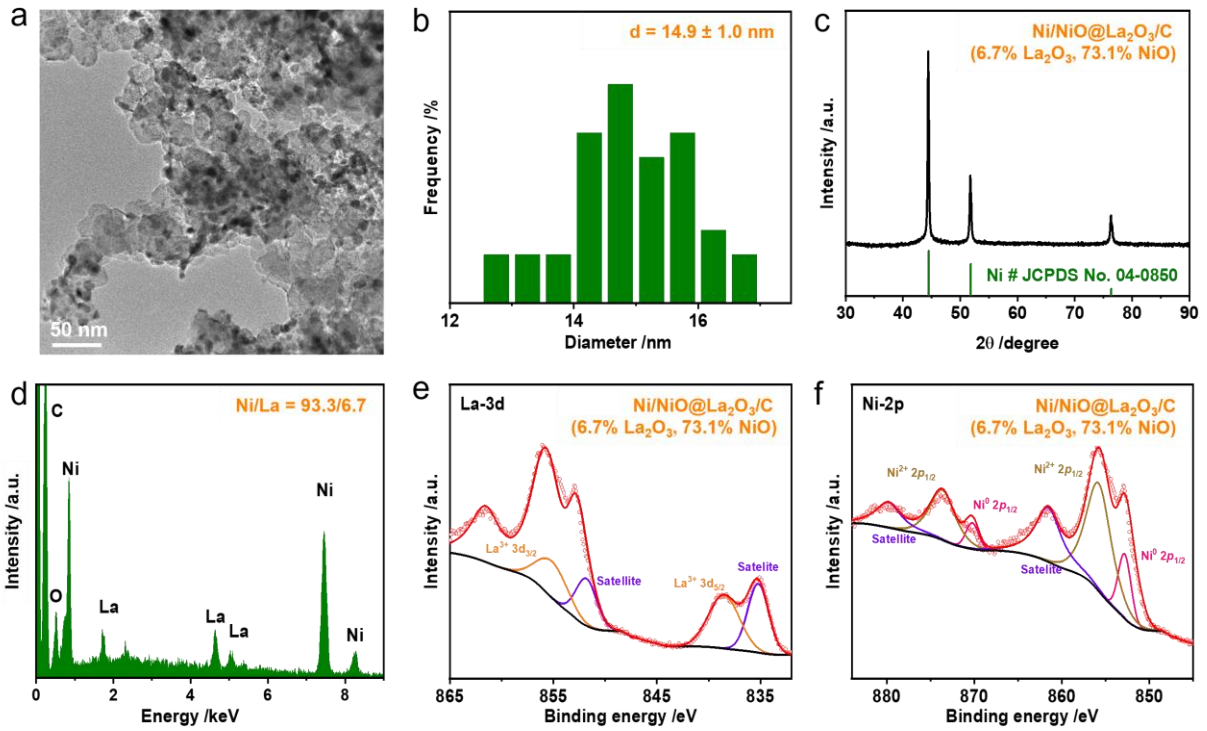 a
50 nm
b
d = 14.9 ± 1.0 nm
Frequency /%
12
14
16
Diameter /nm
c
Ni/NiO@La₂O₃/C
(6.7% La₂O₃, 73.1% NiO)
Intensity /a.u.
Ni # JCPDS No. 04-0850
30
40
50
60
70
80
90
2θ /degree
d
Ni/La = 93.3/6.7
Intensity /a.u.
C
O
Ni
La
La
La
Ni
Ni
0
2
4
6
8
Energy /keV
e
La-3d
Ni/NiO@La₂O₃/C
(6.7% La₂O₃, 73.1% NiO)
Intensity /a.u.
La³⁺ 3d₃/₂
Satellite
La³⁺ 3d₅/₂
Satelite
865
855
845
835
Binding energy /eV
f
Ni-2p
Ni/NiO@La₂O₃/C
(6.7% La₂O₃, 73.1% NiO)
Intensity /a.u.
Ni²⁺ 2p₁/₂
Ni²⁺ 2p₁/₂
Ni⁰ 2p₁/₂
Satellite
Satelite
Ni⁰ 2p₁/₂
880
870
860
850
Binding energy /eV